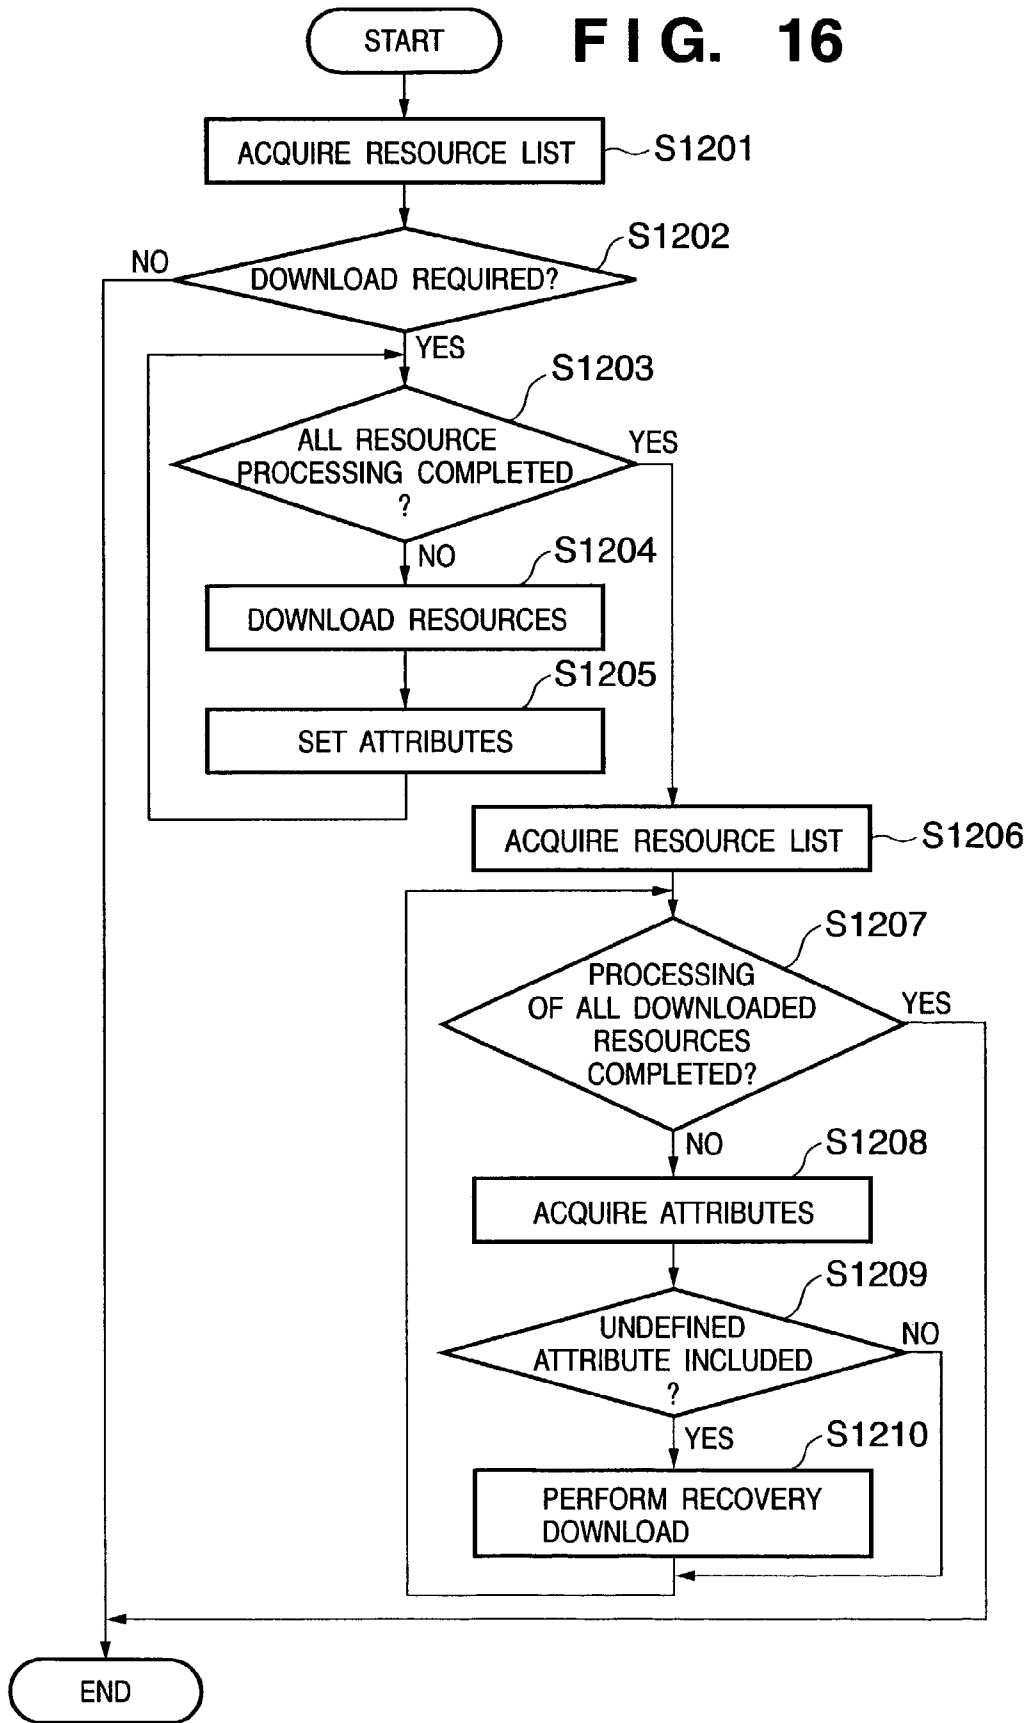 START
FIG. 16
ACQUIRE RESOURCE LIST
S1201
S1202
NO
DOWNLOAD REQUIRED?
YES
S1203
ALL RESOURCE
PROCESSING COMPLETED
?
YES
NO
S1204
DOWNLOAD RESOURCES
S1205
SET ATTRIBUTES
ACQUIRE RESOURCE LIST
S1206
S1207
PROCESSING
OF ALL DOWNLOADED
RESOURCES
COMPLETED?
YES
NO
S1208
ACQUIRE ATTRIBUTES
S1209
UNDEFINED
ATTRIBUTE INCLUDED
?
NO
YES
S1210
PERFORM RECOVERY
DOWNLOAD
END